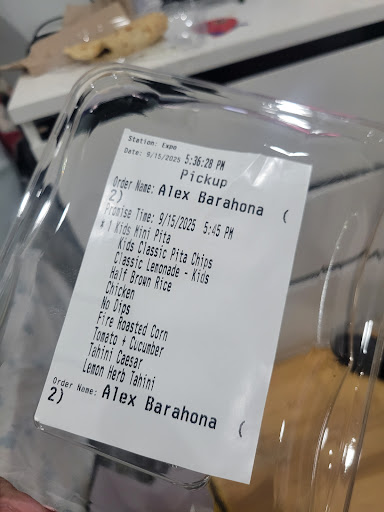 Station: Expo
Date: 9/15/2025 5:36:28 PM
Pickup
Order Name: Alex Barahona (
2)
Promise Time: 9/15/2025 5:45 PM
* 1 Kids Mini Pita
Kids Classic Pita Chips
Classic Lemonade - Kids
Half Brown Rice
Chicken
No Dips
Fire Roasted Corn
Tomato + Cucumber
Tahini Caesar
Lemon Herb Tahini
Order Name: Alex Barahona (
2)